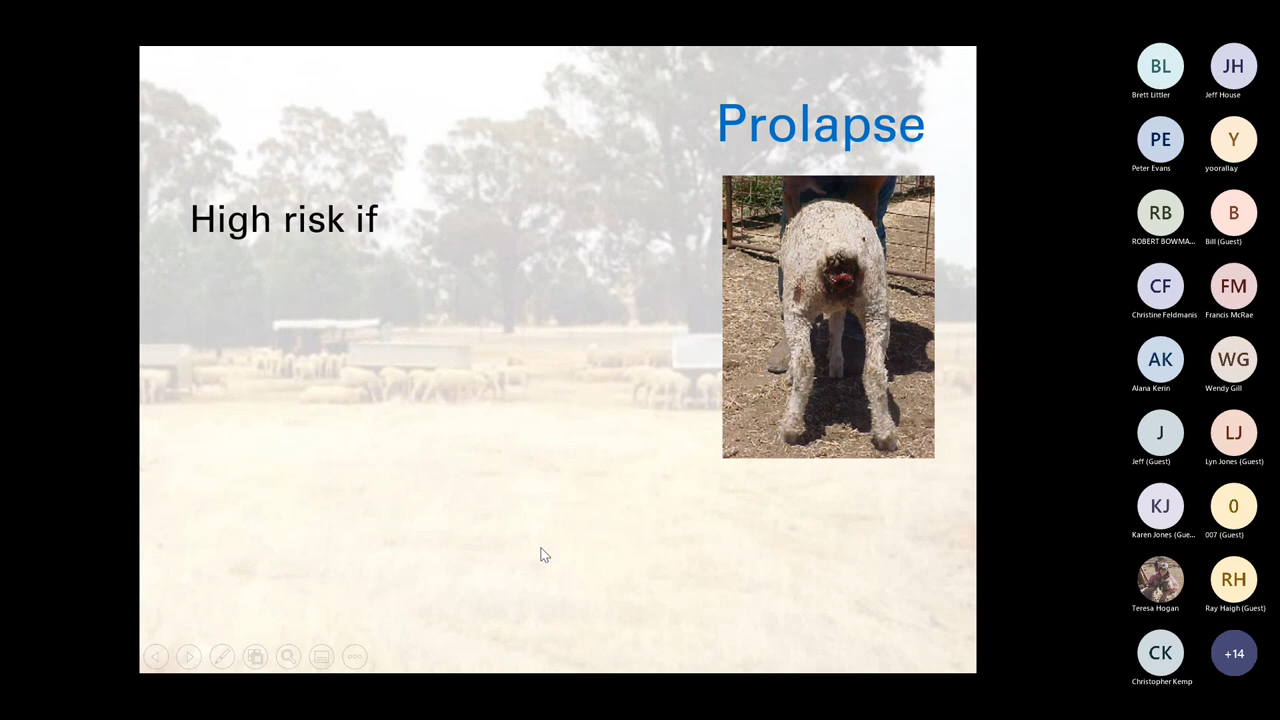 Prolapse
High risk if
BL
JH
Brett Littler
Jeff House
PE
Y
Peter Evans
yoorallay
RB
B
ROBERT BOWMA...
Bill (Guest)
CF
FM
Christine Feldmanis
Francis McRae
AK
WG
Alana Kerin
Wendy Gill
J
LJ
Jeff (Guest)
Lyn Jones (Guest)
KJ
0
Karen Jones (Gue...
007 (Guest)
RH
Teresa Hogan
Ray Haigh (Guest)
CK
+14
Christopher Kemp